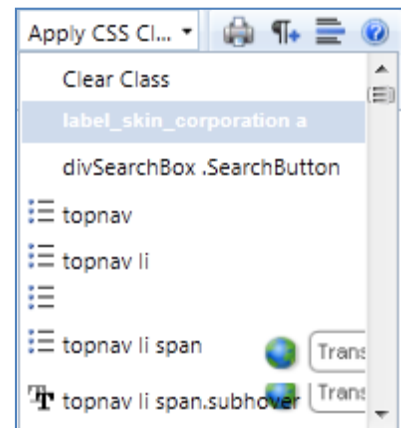 Apply CSS Cl...
Clear Class
label_skin_corporation a
divSearchBox .SearchButton
topnav
topnav li
topnav li span
Trans
topnav li span.subhover
Trans